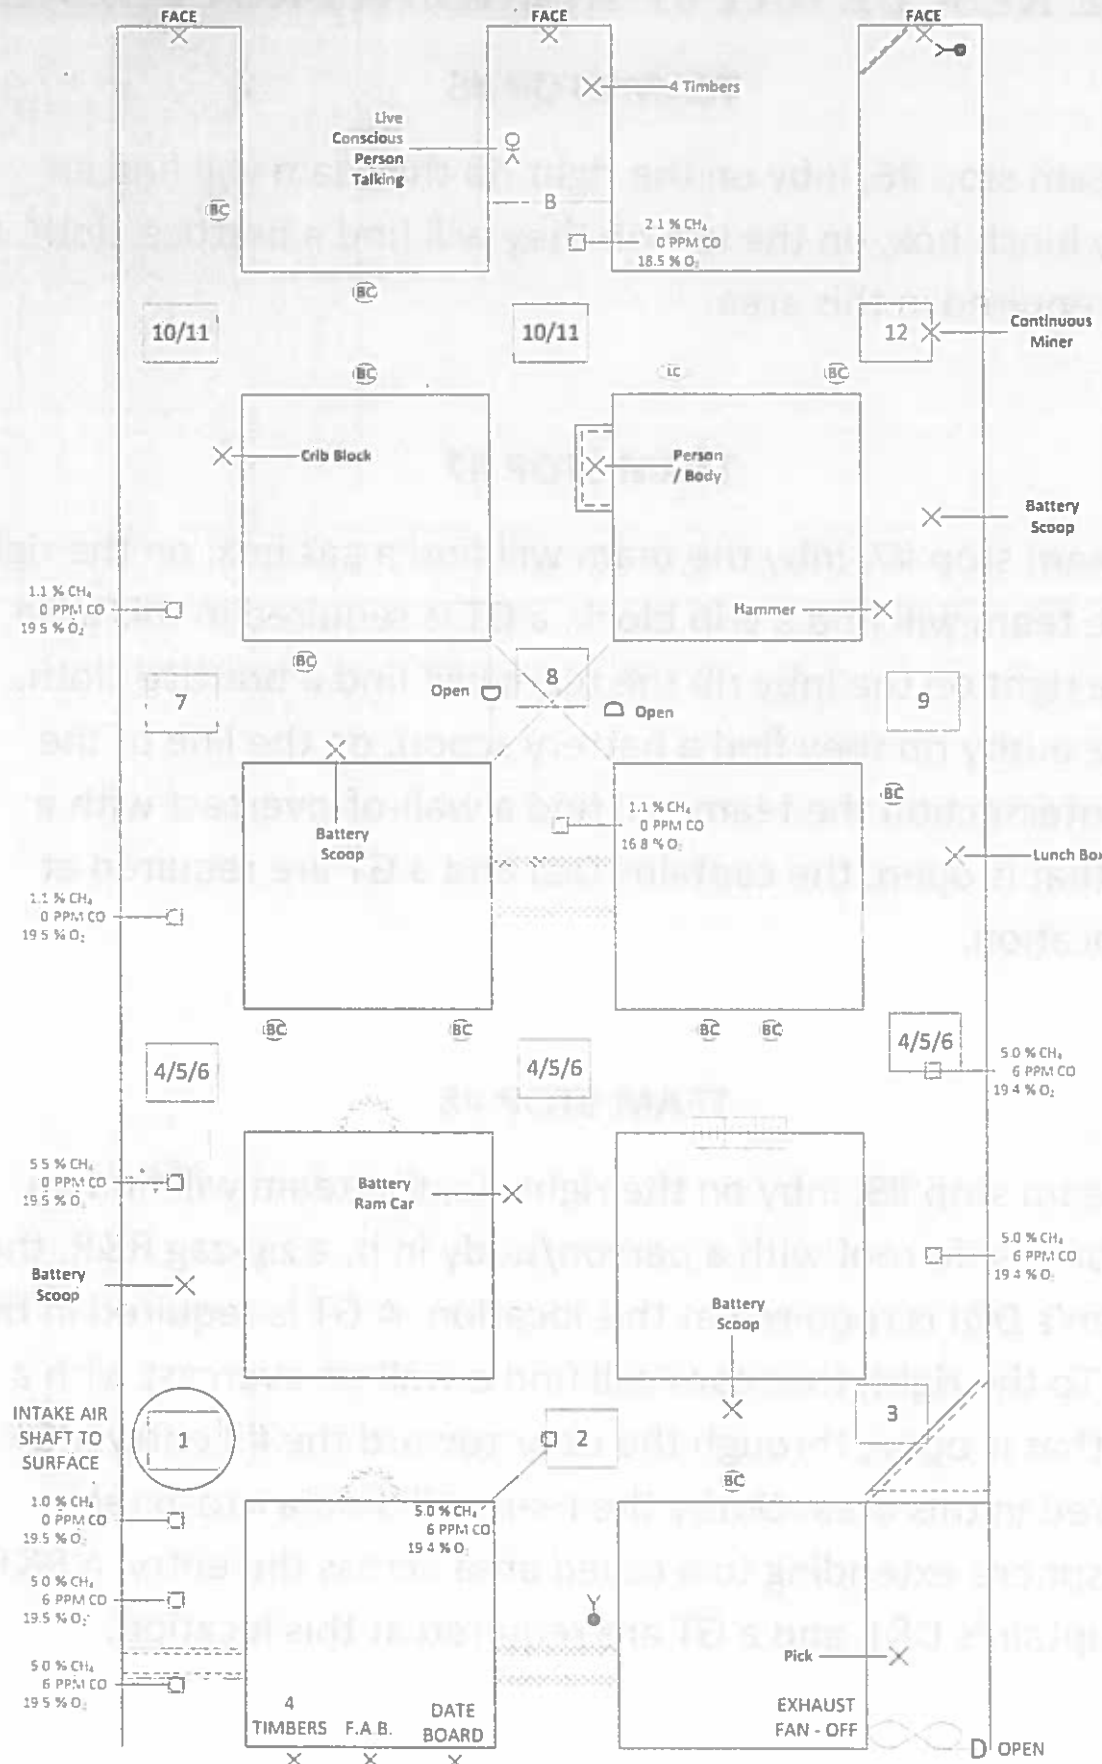 FACE
FACE
FACE
4 Timbers
Live
Conscious
Person
Talking
B
BC
2.1 % CH₄
0 PPM CO
18.5 % O₂
BC
10/11
10/11
12
Continuous
Miner
BC
LC
BC
Crib Block
Person
/ Body
Battery
Scoop
1.1 % CH₄
0 PPM CO
19.5 % O₂
Hammer
BC
8
Open
Open
7
9
Battery
Scoop
1.1 % CH₄
0 PPM CO
16.8 % O₂
BC
Lunch Box
1.1 % CH₄
0 PPM CO
19.5 % O₂
BC
BC
BC
BC
4/5/6
4/5/6
4/5/6
5.0 % CH₄
6 PPM CO
19.4 % O₂
5.5 % CH₄
0 PPM CO
19.5 % O₂
Battery
Ram Car
5.0 % CH₄
6 PPM CO
19.4 % O₂
Battery
Scoop
Battery
Scoop
INTAKE AIR
SHAFT TO
SURFACE
1
2
3
BC
1.0 % CH₄
0 PPM CO
19.5 % O₂
5.0 % CH₄
6 PPM CO
19.4 % O₂
5.0 % CH₄
6 PPM CO
19.5 % O₂
Pick
5.0 % CH₄
6 PPM CO
19.5 % O₂
4
TIMBERS
F.A.B.
DATE
BOARD
EXHAUST
FAN - OFF
D OPEN